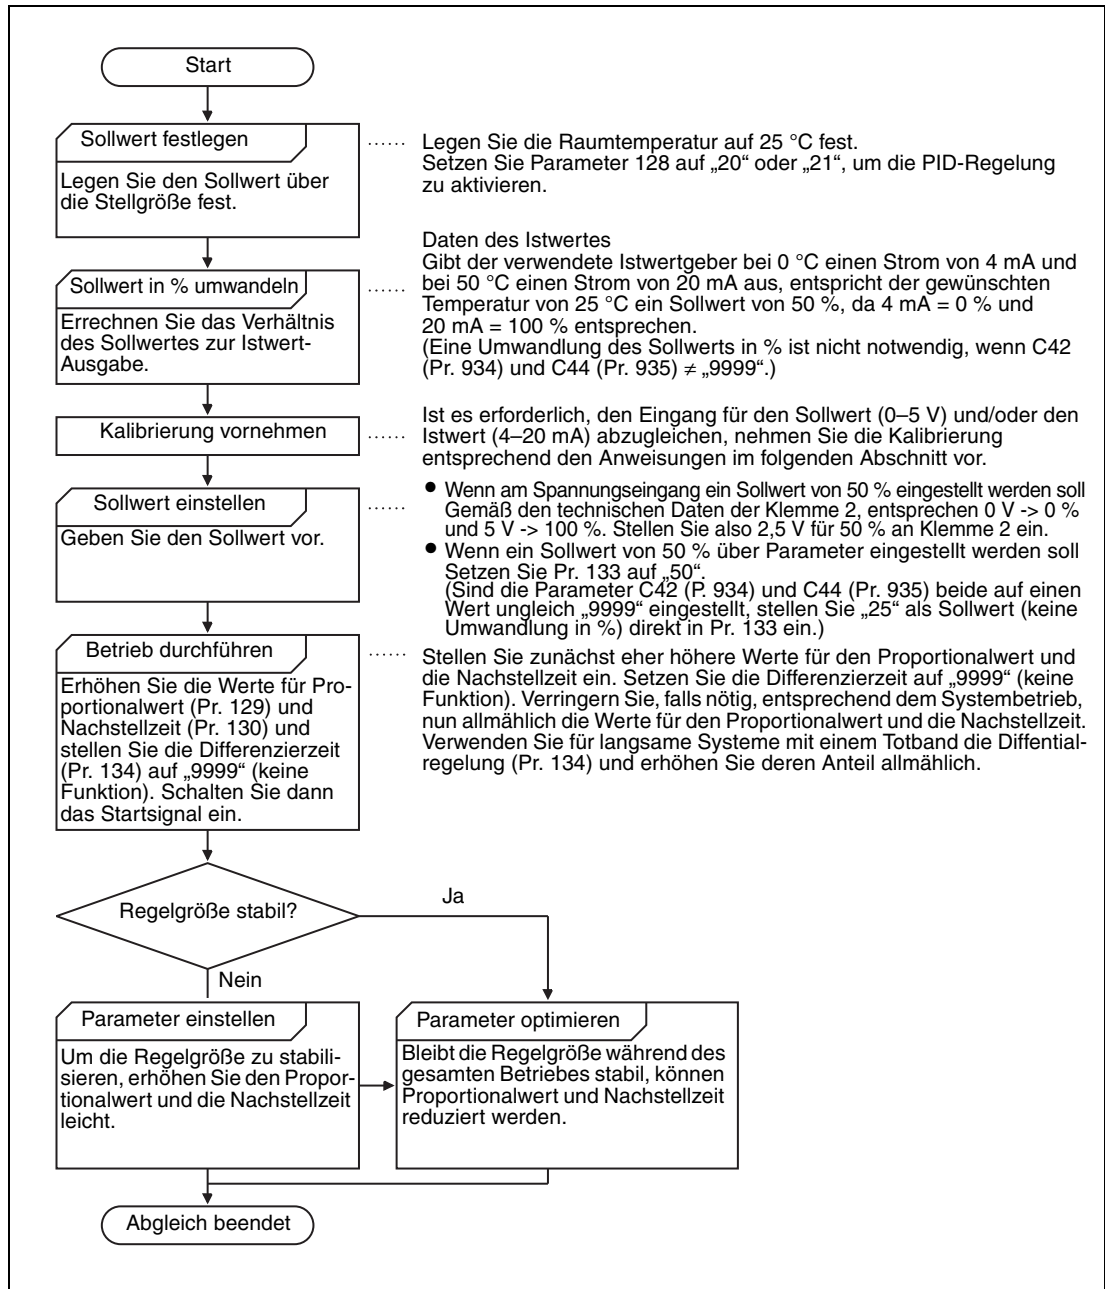 Start
Sollwert festlegen
Legen Sie den Sollwert über
die Stellgröße fest.
...... Legen Sie die Raumtemperatur auf 25 °C fest.
Setzen Sie Parameter 128 auf „20“ oder „21“, um die PID-Regelung
zu aktivieren.
Sollwert in % umwandeln
Errechnen Sie das Verhältnis
des Sollwertes zur Istwert-
Ausgabe.
Daten des Istwertes
Gibt der verwendete Istwertgeber bei 0 °C einen Strom von 4 mA und
...... bei 50 °C einen Strom von 20 mA aus, entspricht der gewünschten
Temperatur von 25 °C ein Sollwert von 50 %, da 4 mA = 0 % und
20 mA = 100 % entsprechen.
(Eine Umwandlung des Sollwerts in % ist nicht notwendig, wenn C42
(Pr. 934) und C44 (Pr. 935) ≠ „9999“.)
Kalibrierung vornehmen
Ist es erforderlich, den Eingang für den Sollwert (0–5 V) und/oder den
...... Istwert (4–20 mA) abzugleichen, nehmen Sie die Kalibrierung
entsprechend den Anweisungen im folgenden Abschnitt vor.
Sollwert einstellen
Geben Sie den Sollwert vor.
...... ● Wenn am Spannungseingang ein Sollwert von 50 % eingestellt werden soll
Gemäß den technischen Daten der Klemme 2, entsprechen 0 V -> 0 %
und 5 V -> 100 %. Stellen Sie also 2,5 V für 50 % an Klemme 2 ein.
● Wenn ein Sollwert von 50 % über Parameter eingestellt werden soll
Setzen Sie Pr. 133 auf „50“.
(Sind die Parameter C42 (P. 934) und C44 (Pr. 935) beide auf einen
Wert ungleich „9999“ eingestellt, stellen Sie „25“ als Sollwert (keine
Umwandlung in %) direkt in Pr. 133 ein.)
Betrieb durchführen
Erhöhen Sie die Werte für Pro-
portionalwert (Pr. 129) und
Nachstellzeit (Pr. 130) und
stellen Sie die Differenzierzeit
(Pr. 134) auf „9999“ (keine
Funktion). Schalten Sie dann
das Startsignal ein.
...... Stellen Sie zunächst eher höhere Werte für den Proportionalwert und
die Nachstellzeit ein. Setzen Sie die Differenzierzeit auf „9999“ (keine
Funktion). Verringern Sie, falls nötig, entsprechend dem Systembetrieb,
nun allmählich die Werte für den Proportionalwert und die Nachstellzeit.
Verwenden Sie für langsame Systeme mit einem Totband die Diffential-
regelung (Pr. 134) und erhöhen Sie deren Anteil allmählich.
Regelgröße stabil?
Ja
Nein
Parameter einstellen
Um die Regelgröße zu stabili-
sieren, erhöhen Sie den Propor-
tionalwert und die Nachstellzeit
leicht.
Parameter optimieren
Bleibt die Regelgröße während des
gesamten Betriebes stabil, können
Proportionalwert und Nachstellzeit
reduziert werden.
Abgleich beendet